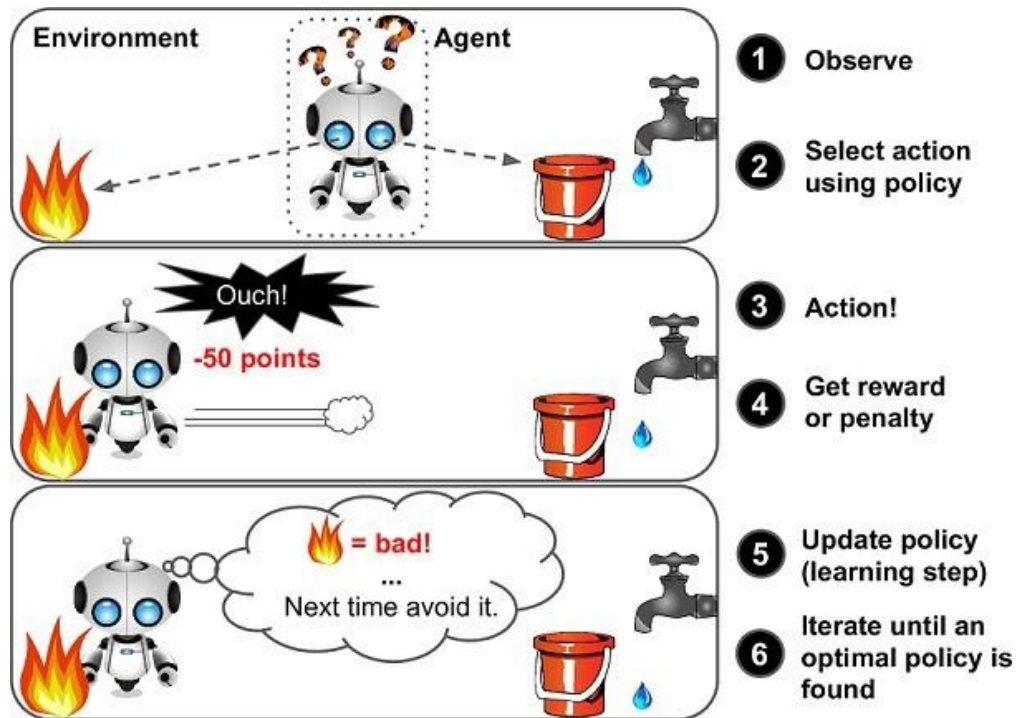 Environment
Agent
? ? ?
1 Observe
2 Select action
using policy
Ouch!
-50 points
3 Action!
4 Get reward
or penalty
= bad!
...
Next time avoid it.
5 Update policy
(learning step)
6 Iterate until an
optimal policy is
found